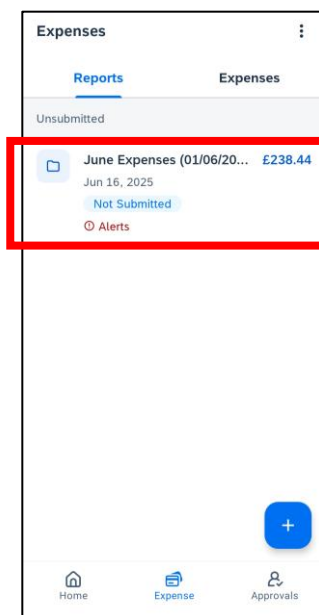 Expenses
Reports Expenses
Unsubmitted
June Expenses (01/06/20... £238.44
Jun 16, 2025
Not Submitted
Alerts
Home Expense Approvals